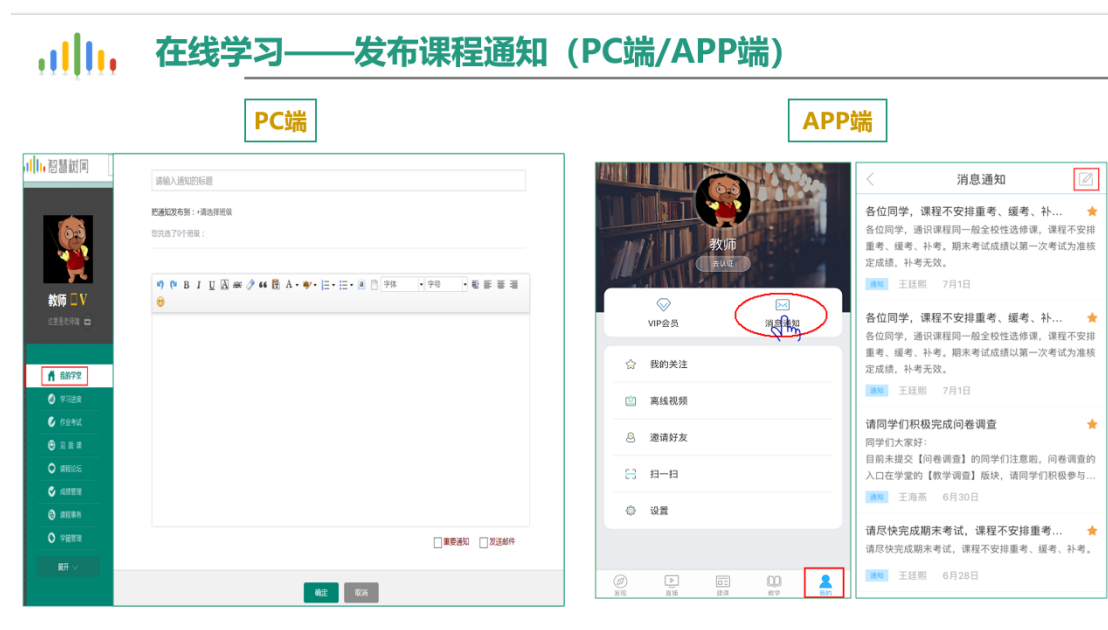 在线学习——发布课程通知（PC端/APP端）
PC端
APP端
智慧树网
请输入通知的标题
把通知发布到：+请选择班级
您共选了0个班级：
教师
V
这里是老师端
我的学堂
学习进度
作业考试
见面课
课程论坛
成绩管理
课程事务
学籍管理
展开
B I U A ABC
字体
字号
重要通知
发送邮件
确定
取消
教师
去认证
VIP会员
消息通知
我的关注
离线视频
邀请好友
扫一扫
设置
发现
直播
微课
教学
我的
消息通知
各位同学，课程不安排重考、缓考、补...
各位同学，通识课程同一般全校性选修课，课程不安排
重考、缓考、补考。期末考试成绩以第一次考试为准核
定成绩，补考无效。
通知 王廷熙 7月1日
各位同学，课程不安排重考、缓考、补...
各位同学，通识课程同一般全校性选修课，课程不安排
重考、缓考、补考。期末考试成绩以第一次考试为准核
定成绩，补考无效。
通知 王廷熙 7月1日
请同学们积极完成问卷调查
同学们大家好：
目前未提交【问卷调查】的同学们注意啦，问卷调查的
入口在学堂的【教学调查】版块，请同学们积极参与...
通知 王海燕 6月30日
请尽快完成期末考试，课程不安排重考...
请尽快完成期末考试，课程不安排重考、缓考、补考。
通知 王廷熙 6月28日